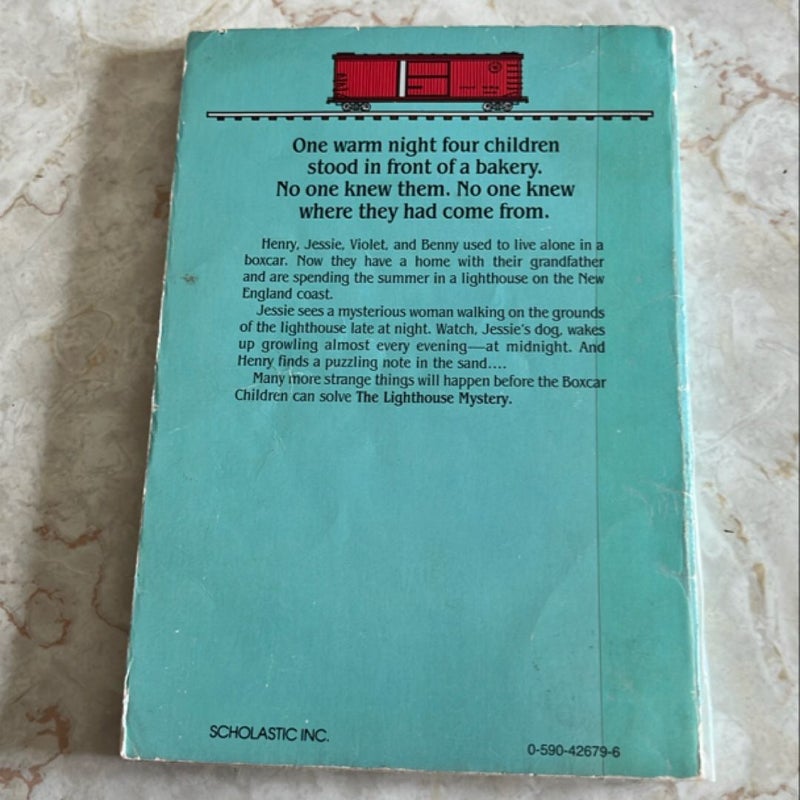 One warm night four children
stood in front of a bakery.
No one knew them. No one knew
where they had come from.
Henry, Jessie, Violet, and Benny used to live alone in a
boxcar. Now they have a home with their grandfather
and are spending the summer in a lighthouse on the New
England coast.
Jessie sees a mysterious woman walking on the grounds
of the lighthouse late at night. Watch, Jessie's dog, wakes
up growling almost every evening—at midnight. And
Henry finds a puzzling note in the sand....
Many more strange things will happen before the Boxcar
Children can solve The Lighthouse Mystery.
SCHOLASTIC INC.
0-590-42679-6